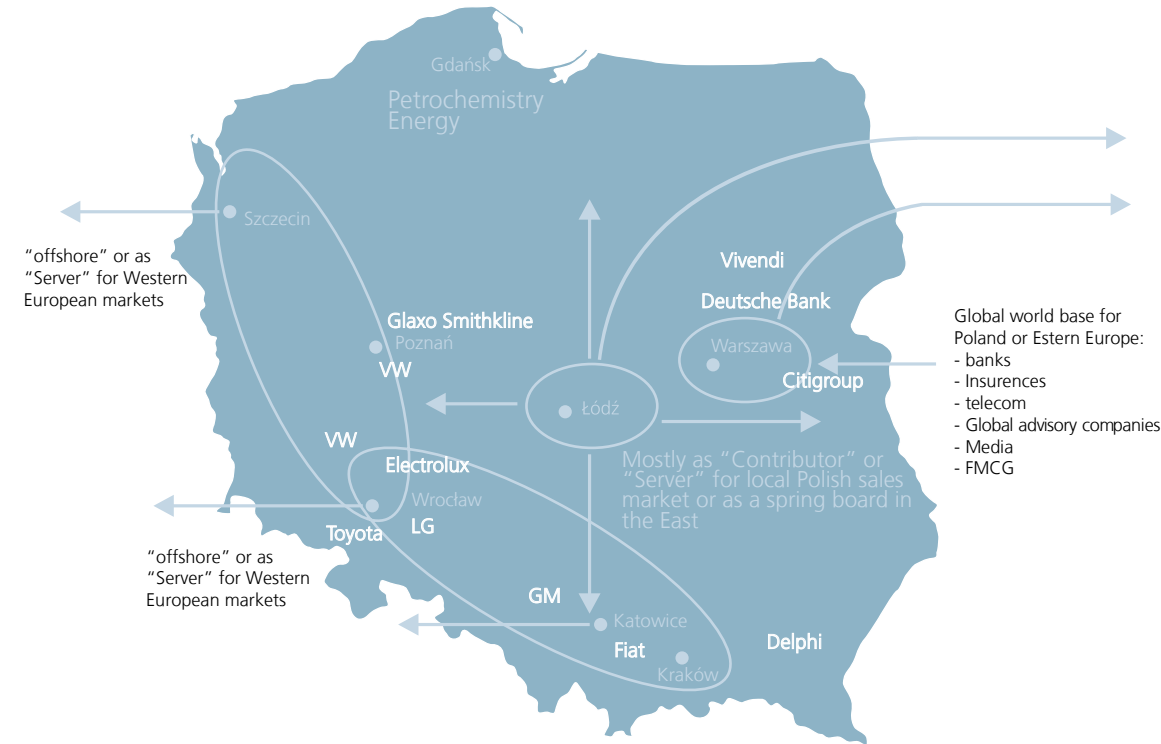 Gdańsk
Petrochemistry
Energy
Szczecin
“offshore” or as
“Server” for Western
European markets
Vivendi
Deutsche Bank
Warszawa
Citigroup
Global world base for
Poland or Estern Europe:
- banks
- Insurences
- telecom
- Global advisory companies
- Media
- FMCG
Glaxo Smithkline
Poznań
VW
Łódź
VW
Electrolux
Wrocław
LG
Toyota
Mostly as “Contributor” or
“Server” for local Polish sales
market or as a spring board in
the East
“offshore” or as
“Server” for Western
European markets
GM
Katowice
Fiat
Kraków
Delphi